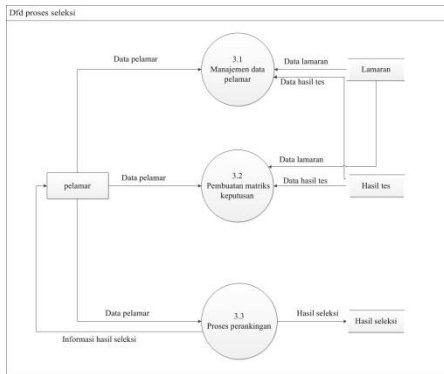 Dfd proses seleksi
3.1
Manajemen data
pelamar
Data pelamar
Data lamaran
Data hasil tes
Lamaran
Data lamaran
pelamar
Data pelamar
3.2
Pembuatan matriks
keputusan
Data hasil tes
Hasil tes
Data pelamar
3.3
Proses perankingan
Hasil seleksi
Hasil seleksi
Informasi hasil seleksi